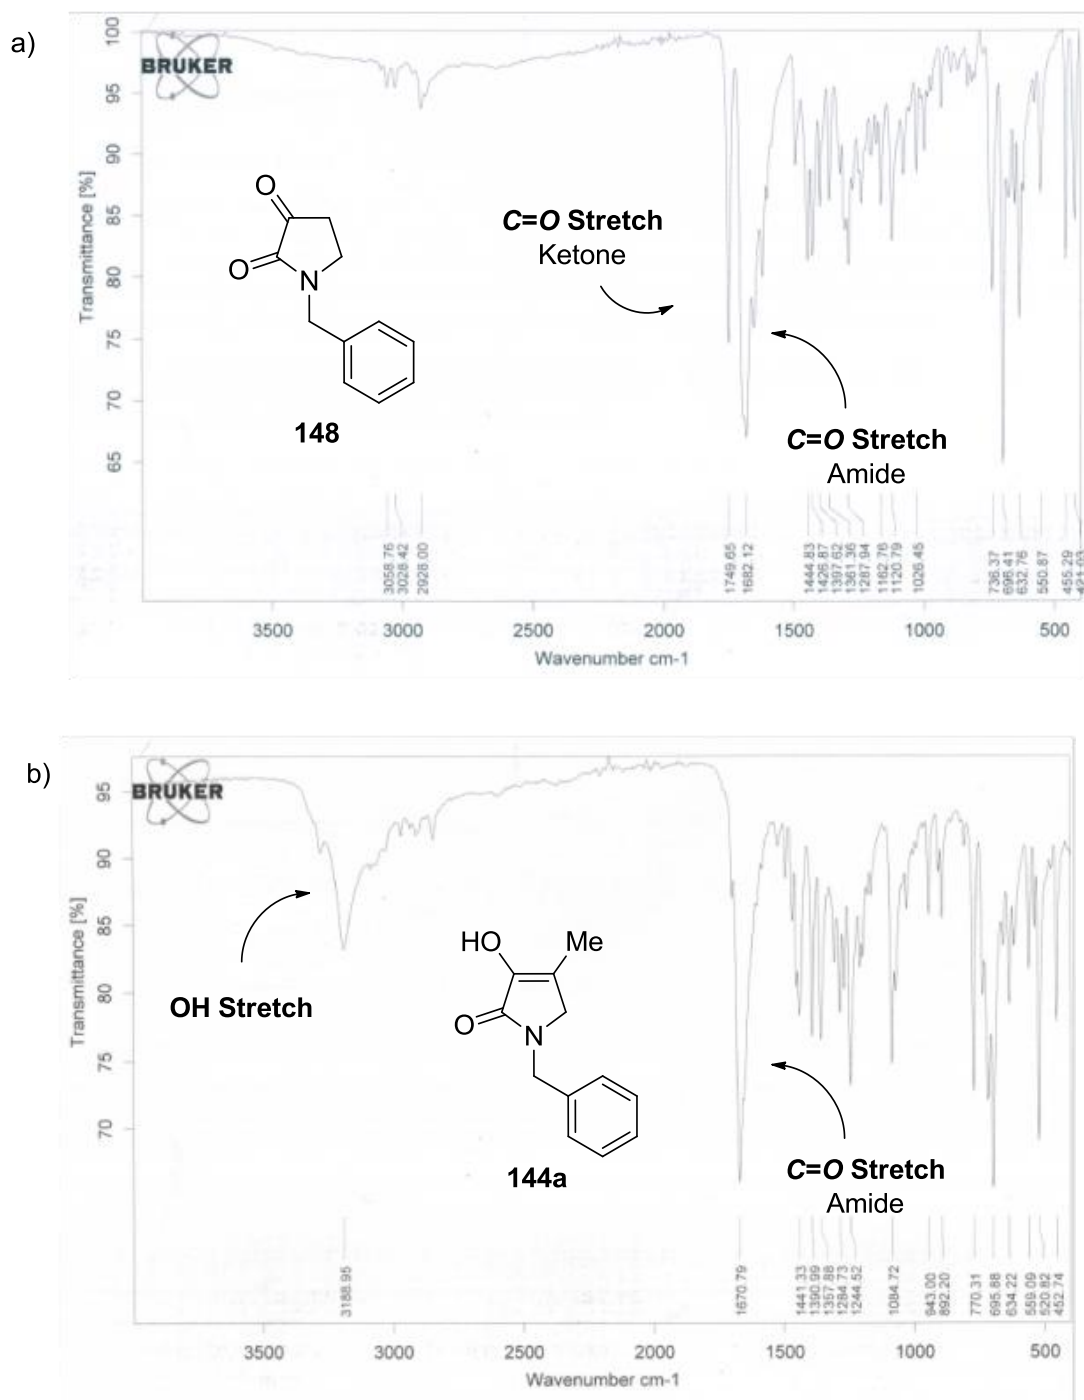 a)
BRUKER
Transmittance [%]
100
95
90
85
80
75
70
65
O
O
N
148
C=O Stretch
Ketone
C=O Stretch
Amide
3058.76
3028.42
2928.00
1749.65
1682.12
1444.83
1426.87
1397.62
1361.36
1287.94
1162.76
1120.79
1026.45
736.37
696.41
632.76
550.87
455.29
3500 3000 2500 2000 1500 1000 500
Wavenumber cm-1
b)
BRUKER
Transmittance [%]
95
90
85
80
75
70
OH Stretch
HO Me
O
N
144a
C=O Stretch
Amide
3188.95
1670.79
1441.33
1390.99
1357.88
1284.73
1244.52
1084.72
943.00
892.20
770.31
695.88
634.22
559.09
520.82
452.74
3500 3000 2500 2000 1500 1000 500
Wavenumber cm-1